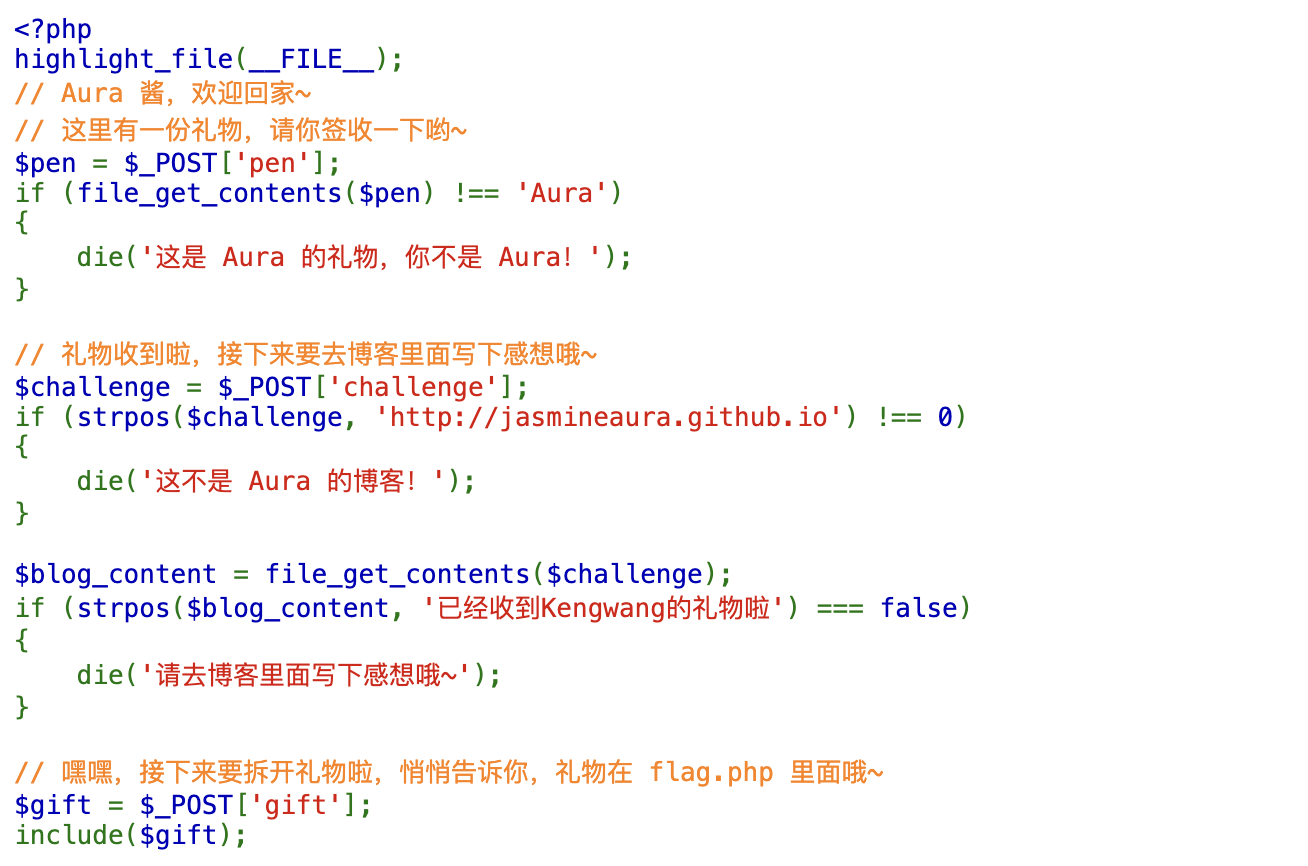 <?php
highlight_file(__FILE__);
// Aura 酱，欢迎回家~
// 这里有一份礼物，请你签收一下哟~
$pen = $_POST['pen'];
if (file_get_contents($pen) !== 'Aura')
{
    die('这是 Aura 的礼物，你不是 Aura！');
}

// 礼物收到啦，接下来要去博客里面写下感想哦~
$challenge = $_POST['challenge'];
if (strpos($challenge, 'http://jasmineaura.github.io') !== 0)
{
    die('这不是 Aura 的博客！');
}

$blog_content = file_get_contents($challenge);
if (strpos($blog_content, '已经收到Kengwang的礼物啦') === false)
{
    die('请去博客里面写下感想哦~');
}

// 嘿嘿，接下来要拆开礼物啦，悄悄告诉你，礼物在 flag.php 里面哦~
$gift = $_POST['gift'];
include($gift);